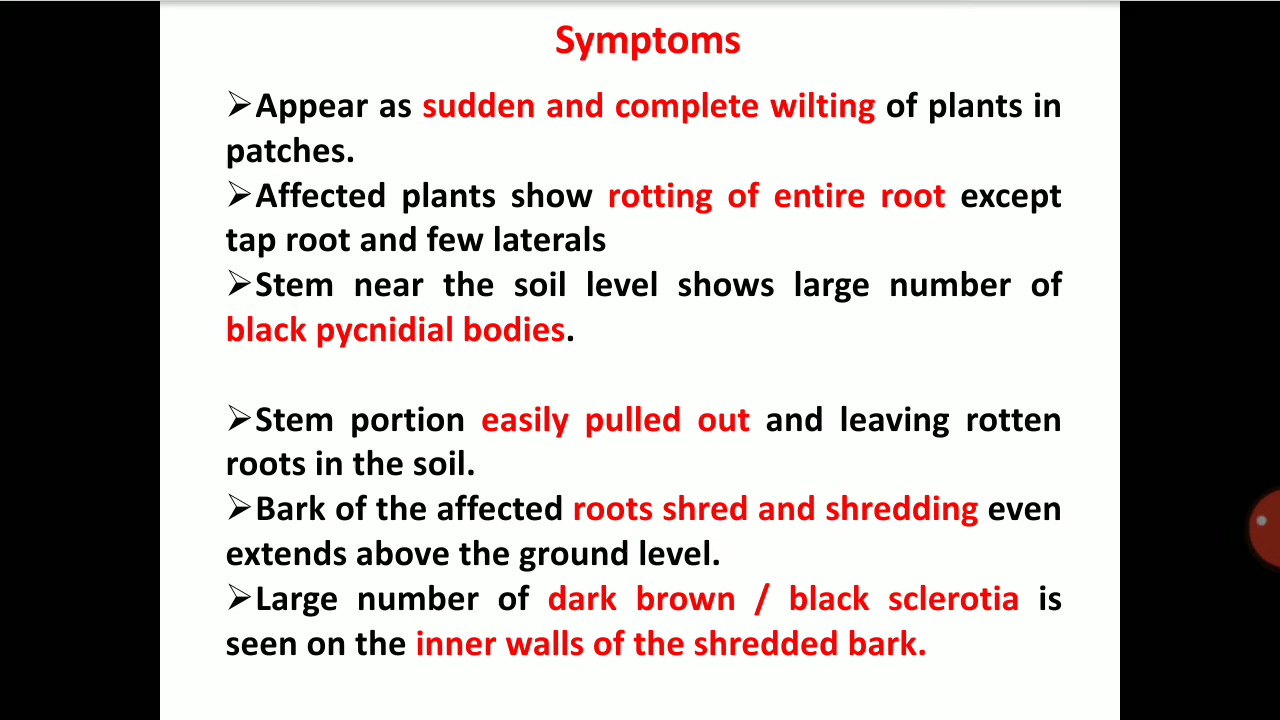 Symptoms
➢Appear as sudden and complete wilting of plants in
patches.
➢Affected plants show rotting of entire root except
tap root and few laterals
➢Stem near the soil level shows large number of
black pycnidial bodies.
➢Stem portion easily pulled out and leaving rotten
roots in the soil.
➢Bark of the affected roots shred and shredding even
extends above the ground level.
➢Large number of dark brown / black sclerotia is
seen on the inner walls of the shredded bark.